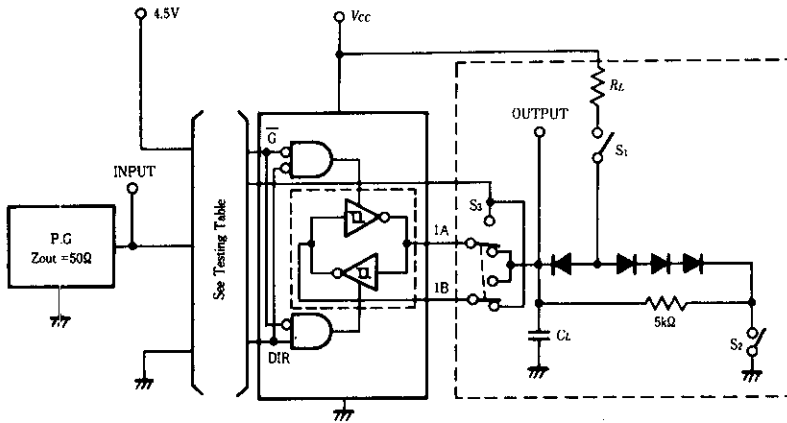 4.5V
VCC
RL
OUTPUT
S1
G
INPUT
S3
P.G
Zout =50Ω
See Testing Table
1A
1B
DIR
CL
5kΩ
S2